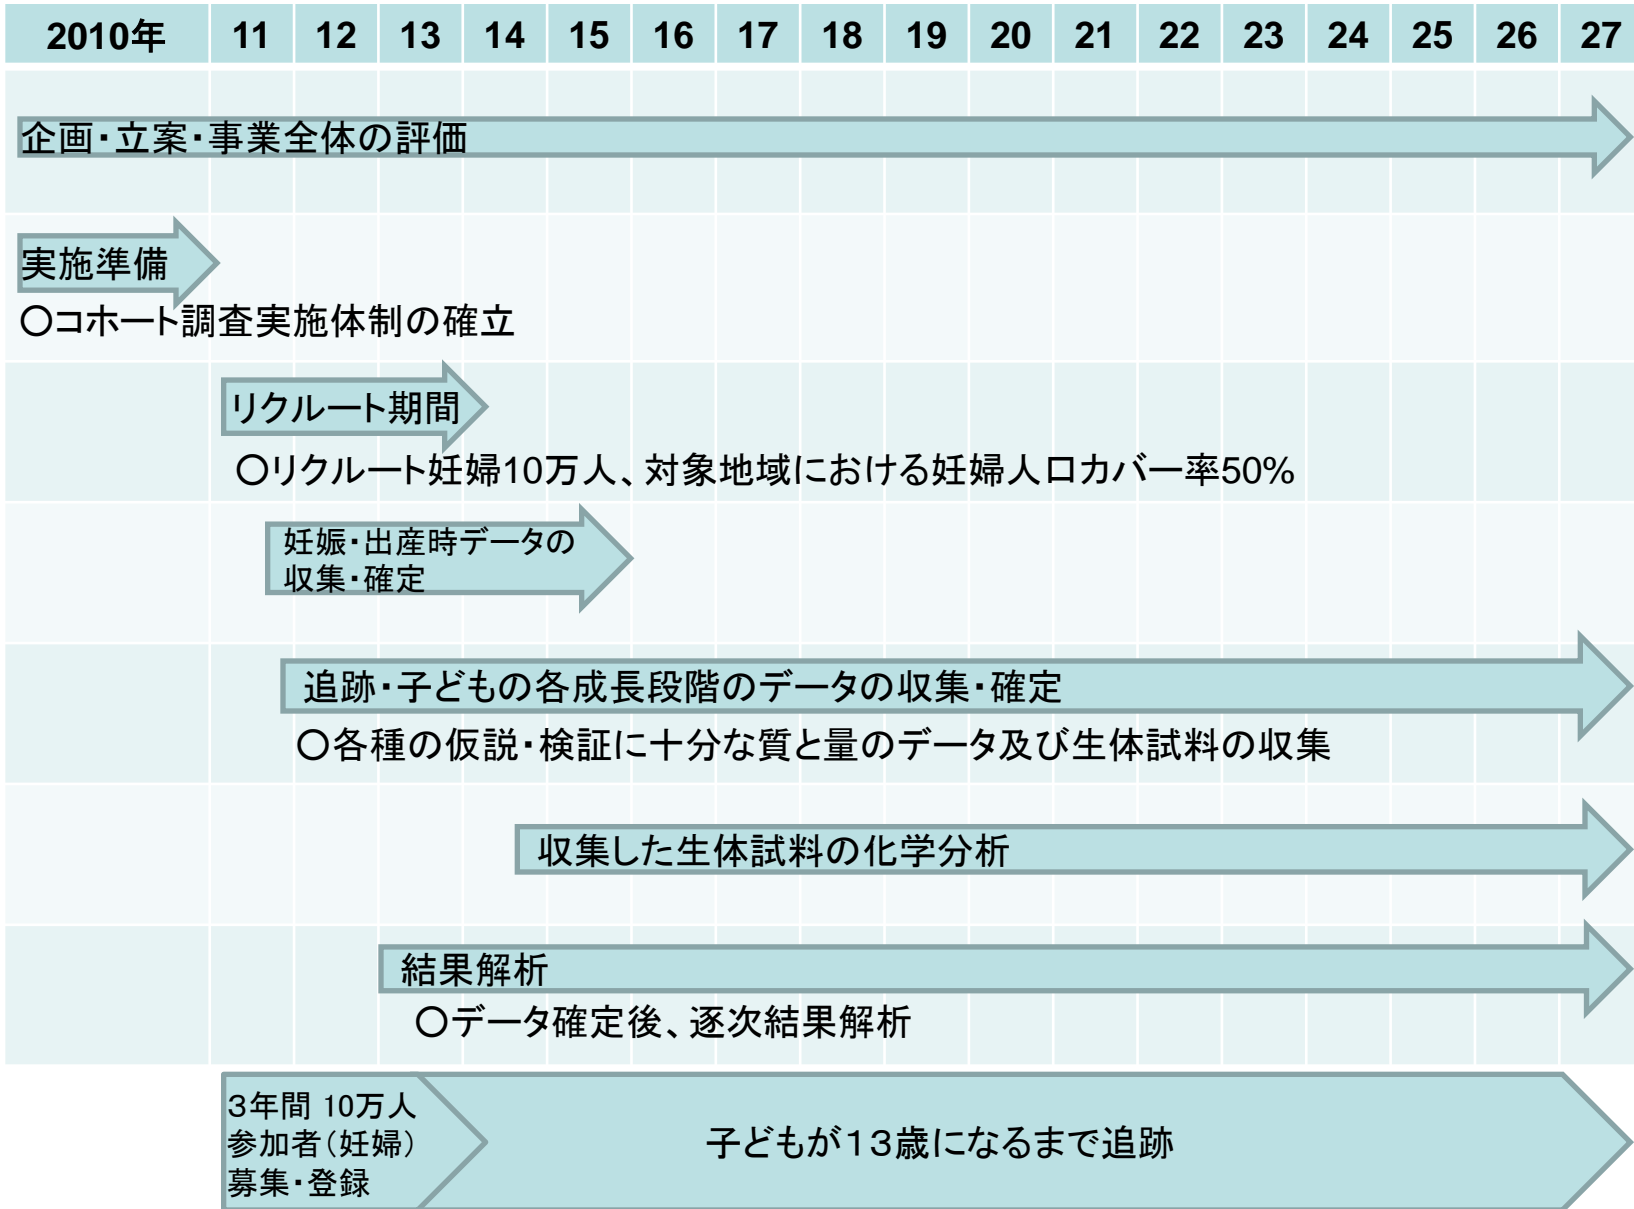 2010年 11 12 13 14 15 16 17 18 19 20 21 22 23 24 25 26 27
企画・立案・事業全体の評価
実施準備
○コホート調査実施体制の確立
リクルート期間
○リクルート妊婦10万人、対象地域における妊婦人口カバー率50%
妊娠・出産時データの
収集・確定
追跡・子どもの各成長段階のデータの収集・確定
○各種の仮説・検証に十分な質と量のデータ及び生体試料の収集
収集した生体試料の化学分析
結果解析
○データ確定後、逐次結果解析
３年間 10万人
参加者（妊婦）
募集・登録
子どもが１３歳になるまで追跡